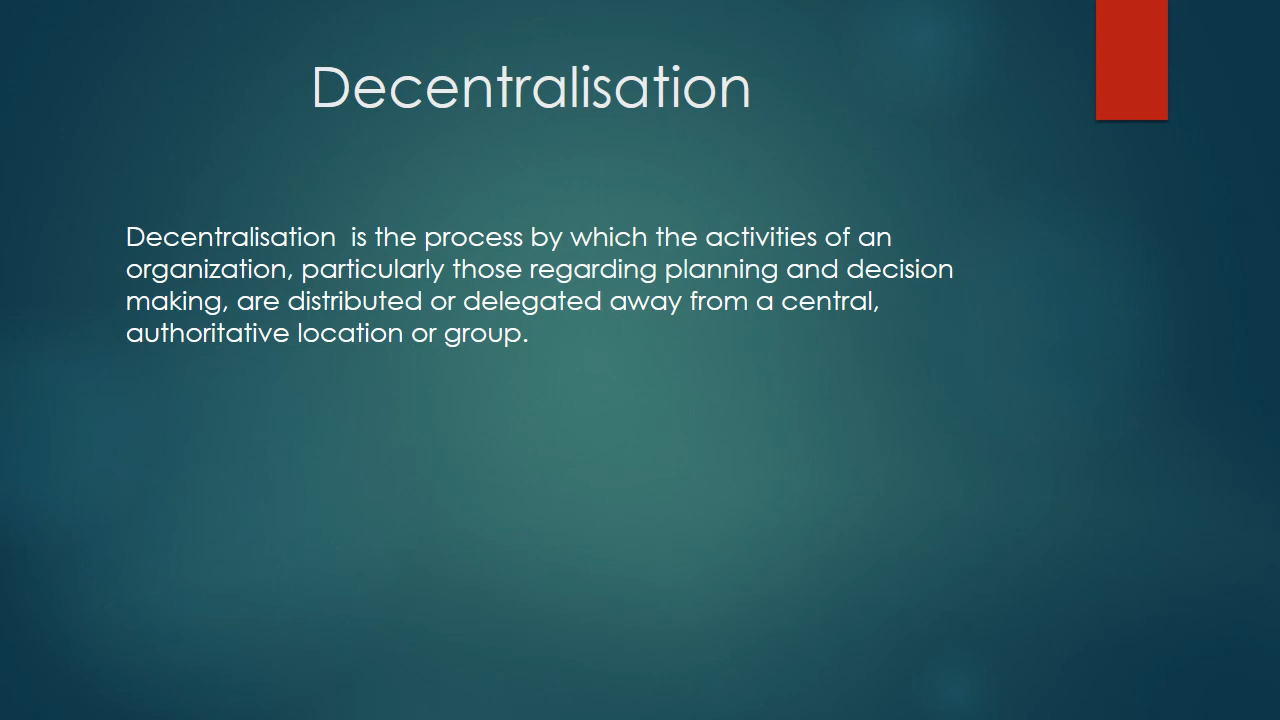 Decentralisation
Decentralisation  is the process by which the activities of an
organization, particularly those regarding planning and decision
making, are distributed or delegated away from a central,
authoritative location or group.